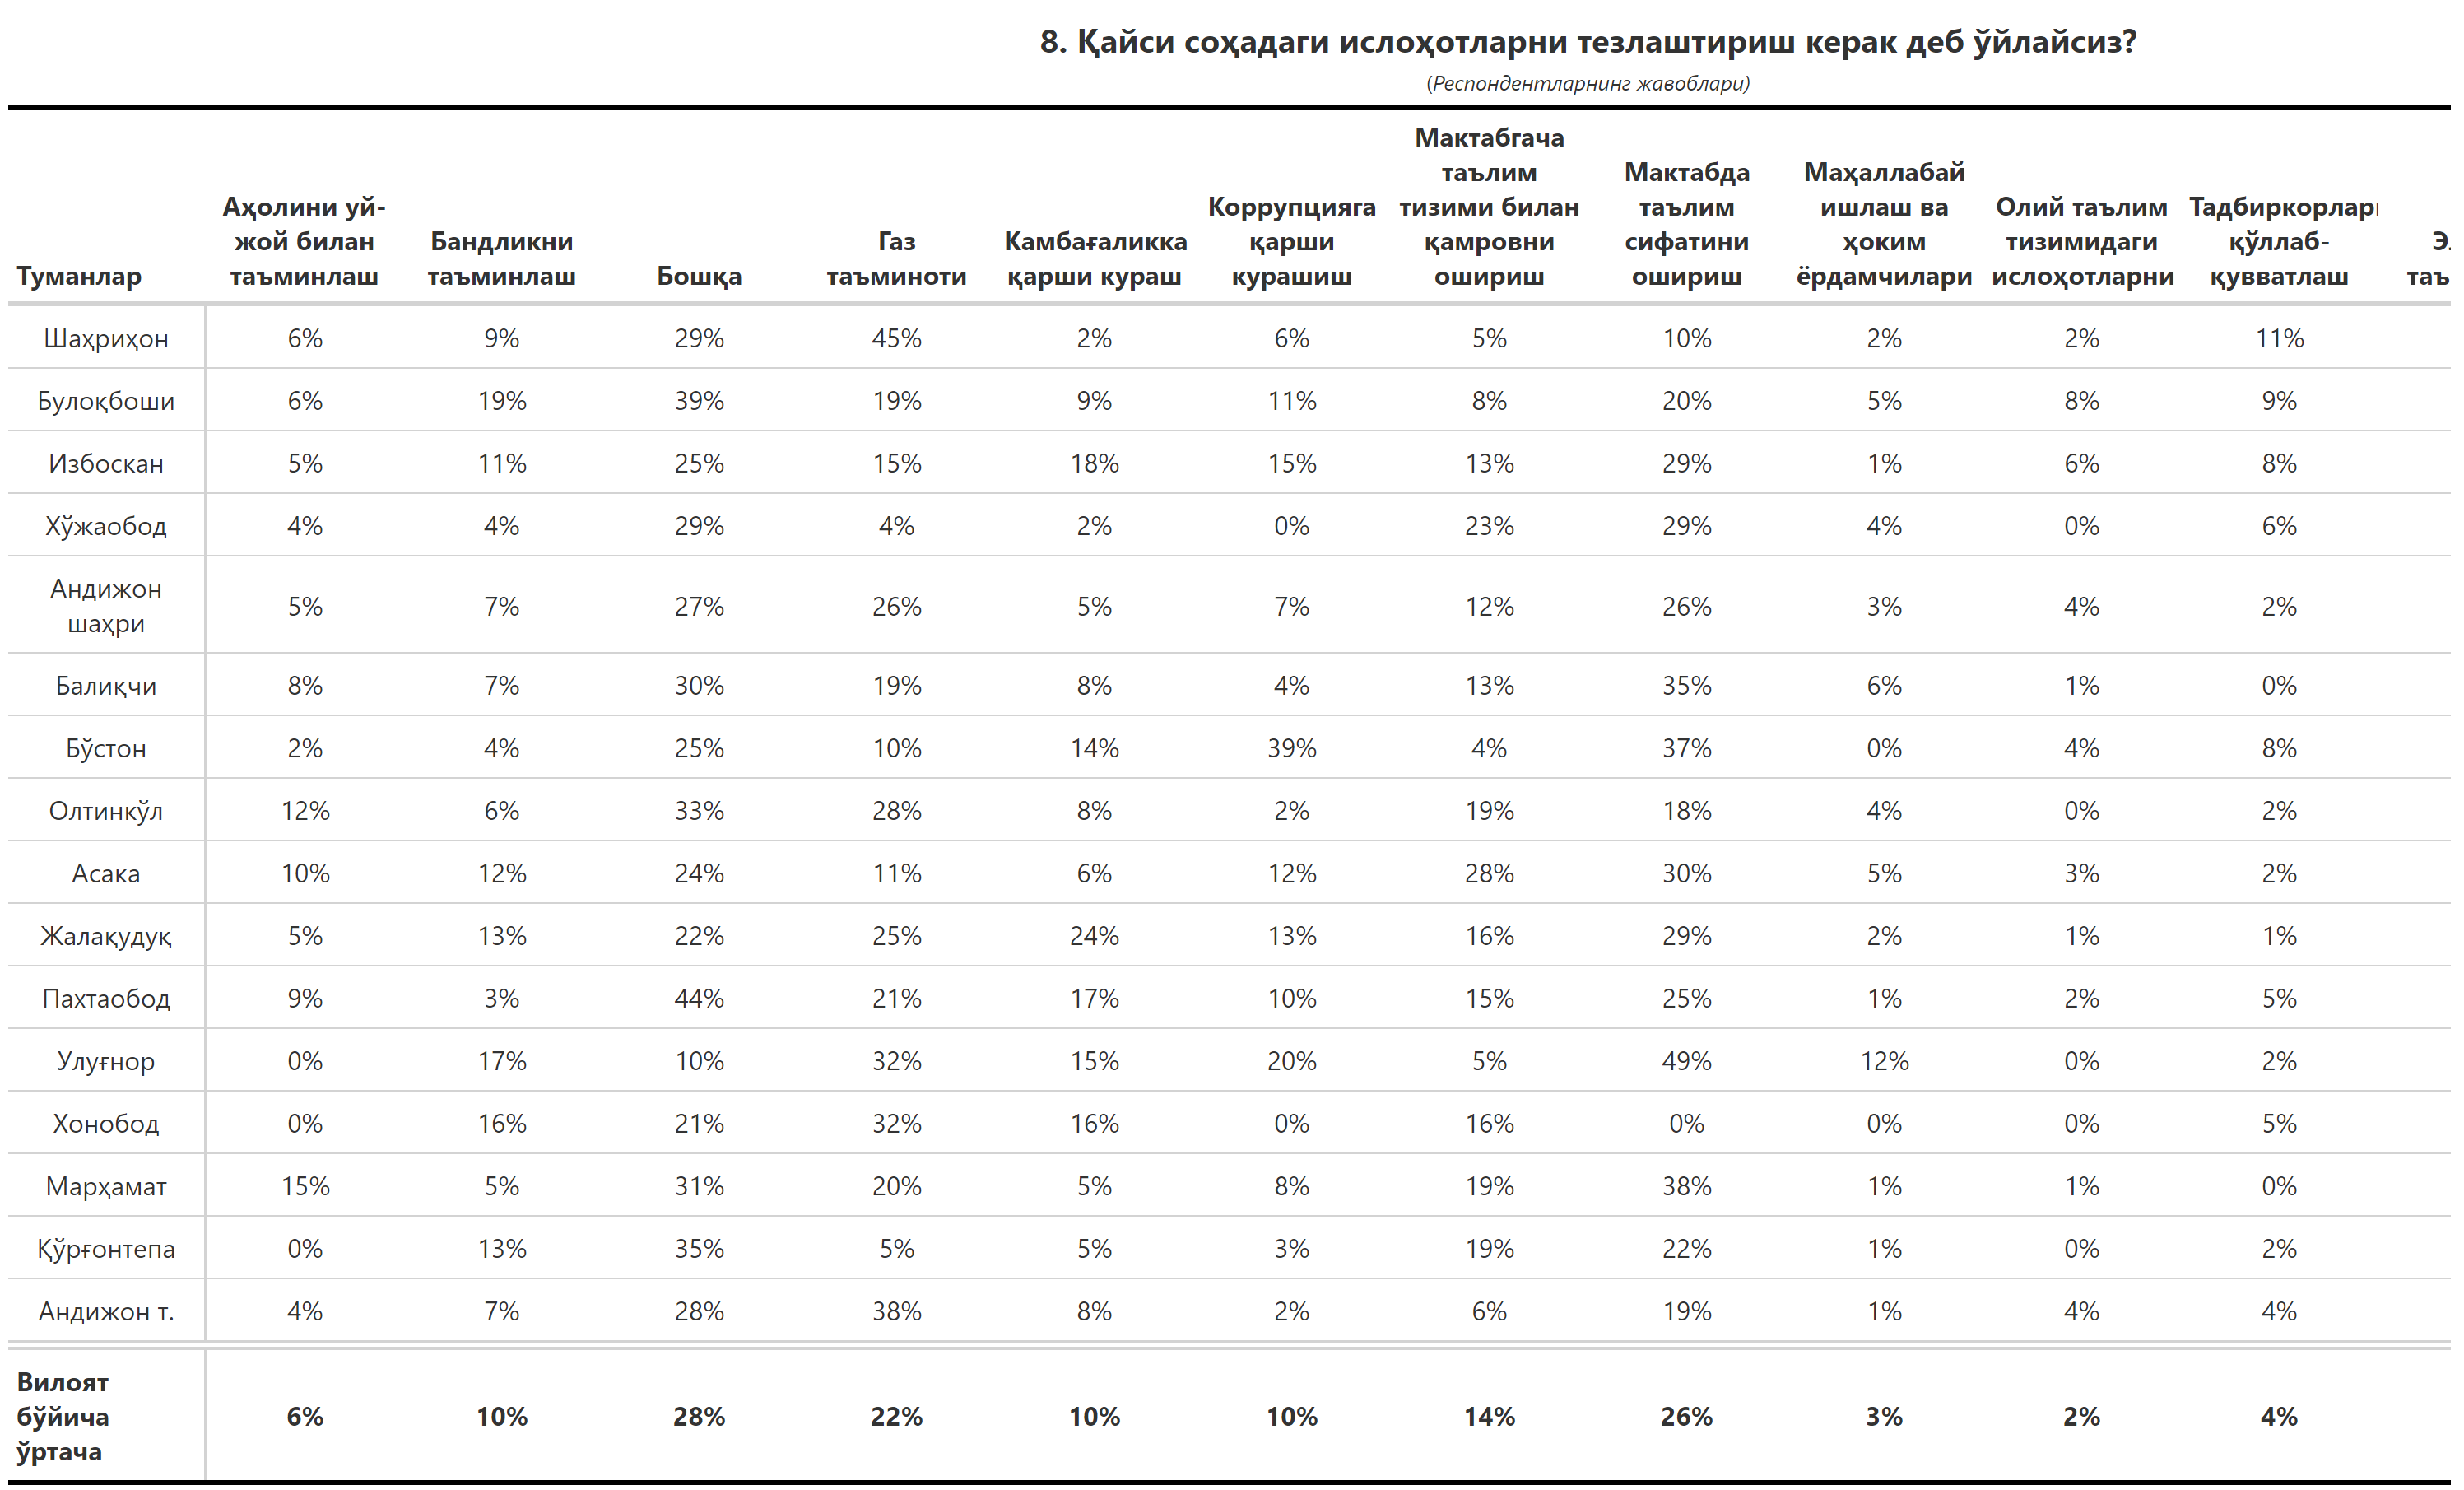 8. Қайси соҳадаги ислоҳотларни тезлаштириш керак деб ўйлайсиз?
(Респондентларнинг жавоблари)
Туманлар Аҳолини уй-жой билан таъминлаш Бандликни таъминлаш Бошқа Газ таъминоти Камбағаликка қарши кураш Коррупцияга қарши курашиш Мактабгача таълим тизими билан қамровни ошириш Мактабда таълим сифатини ошириш Маҳаллабай ишлаш ва ҳоким ёрдамчилари Олий таълим тизимидаги ислоҳотларни Тадбиркорлар қўллаб-қувватлаш
Шаҳриҳон 6% 9% 29% 45% 2% 6% 5% 10% 2% 2% 11%
Булоқбоши 6% 19% 39% 19% 9% 11% 8% 20% 5% 8% 9%
Избоскан 5% 11% 25% 15% 18% 15% 13% 29% 1% 6% 8%
Хўжаобод 4% 4% 29% 4% 2% 0% 23% 29% 4% 0% 6%
Андижон шаҳри 5% 7% 27% 26% 5% 7% 12% 26% 3% 4% 2%
Балиқчи 8% 7% 30% 19% 8% 4% 13% 35% 6% 1% 0%
Бўстон 2% 4% 25% 10% 14% 39% 4% 37% 0% 4% 8%
Олтинкўл 12% 6% 33% 28% 8% 2% 19% 18% 4% 0% 2%
Асака 10% 12% 24% 11% 6% 12% 28% 30% 5% 3% 2%
Жалақудуқ 5% 13% 22% 25% 24% 13% 16% 29% 2% 1% 1%
Пахтаобод 9% 3% 44% 21% 17% 10% 15% 25% 1% 2% 5%
Улуғнор 0% 17% 10% 32% 15% 20% 5% 49% 12% 0% 2%
Хонобод 0% 16% 21% 32% 16% 0% 16% 0% 0% 0% 5%
Марҳамат 15% 5% 31% 20% 5% 8% 19% 38% 1% 1% 0%
Қўрғонтепа 0% 13% 35% 5% 5% 3% 19% 22% 1% 0% 2%
Андижон т. 4% 7% 28% 38% 8% 2% 6% 19% 1% 4% 4%
Вилоят бўйича ўртача 6% 10% 28% 22% 10% 10% 14% 26% 3% 2% 4%